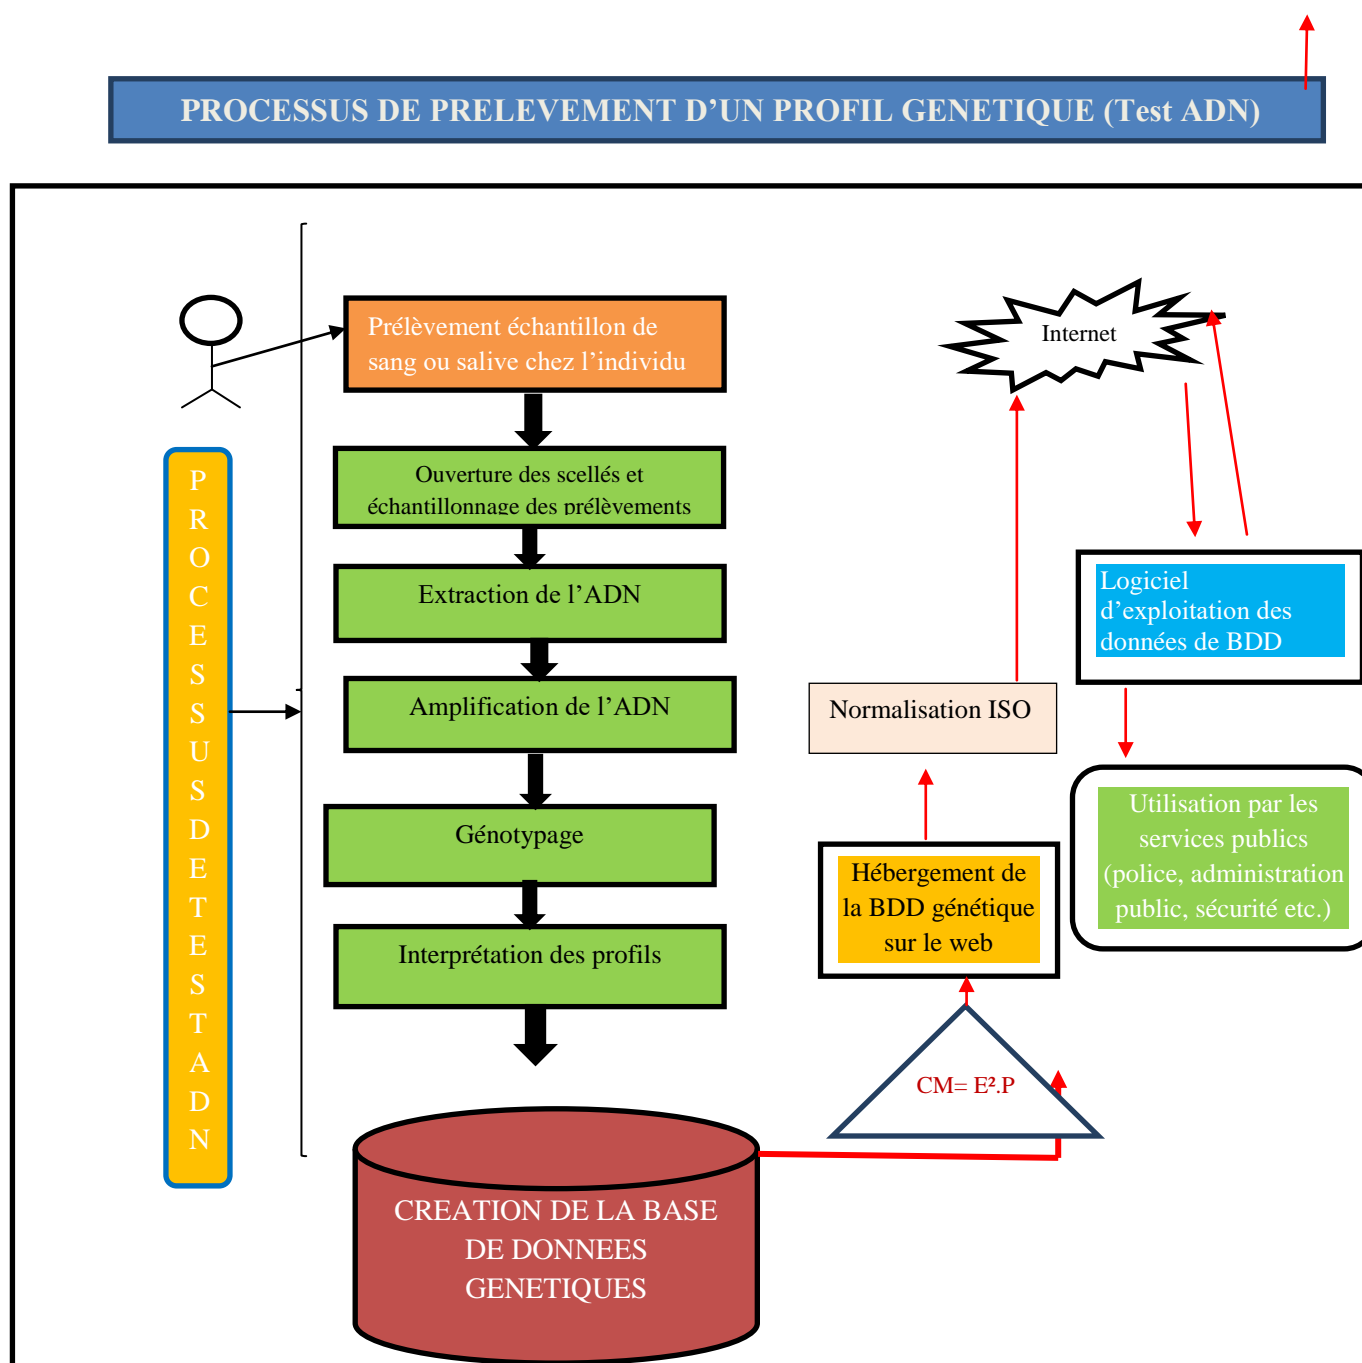 PROCESSUS DE PRELEVEMENT D’UN PROFIL GENETIQUE (Test ADN)
Prélèvement échantillon de
sang ou salive chez l’individu
Ouverture des scellés et
échantillonnage des prélèvements
Extraction de l’ADN
Amplification de l’ADN
Génotypage
Interprétation des profils
CREATION DE LA BASE
DE DONNEES
GENETIQUES
P
R
O
C
E
S
S
U
S
D
E
T
E
S
T
A
D
N
Internet
Logiciel
d’exploitation des
données de BDD
Normalisation ISO
Utilisation par les
services publics
(police, administration
public, sécurité etc.)
Hébergement de
la BDD génétique
sur le web
CM= E².P